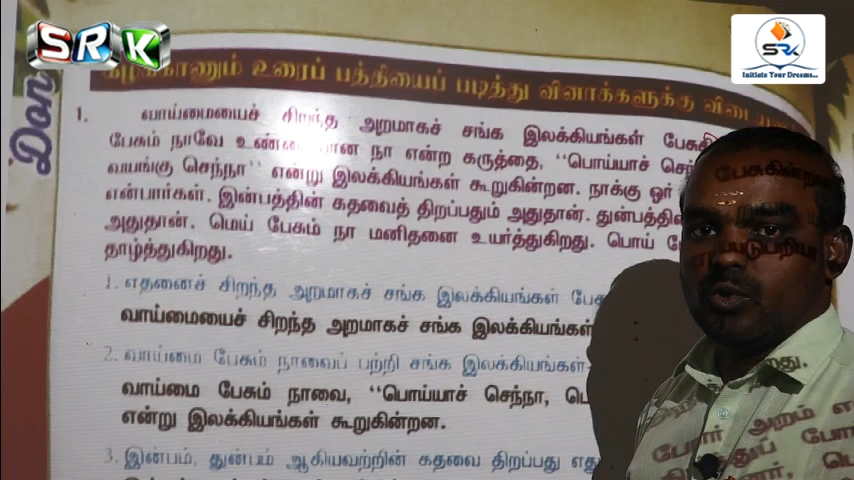 SRK
SRK
Initiate Your Dreams...
Don
கீழ்க்காணும் உரைப் பத்தியைப் படித்து வினாக்களுக்கு விடை
1. வாய்மையைச் சிறந்த அறமாகச் சங்க இலக்கியங்கள்
பேசும் நாவே நா என்ற கருத்தை, “பொய்யாச்
வயங்கு செந்நா” என்று இலக்கியங்கள் கூறுகின்றன. நாக்கு ஓர்
என்பார்கள். இன்பத்தின் கதவைத் திறப்பதும் அதுதான்.
அதுதான். மெய் பேசும் நா மனிதனை உயர்த்துகிறது. பொய்
தாழ்த்துகிறது.
1. எதனைச் சிறந்த அறமாகச் சங்க இலக்கியங்கள்
வாய்மையைச் சிறந்த அறமாகச் சங்க இலக்கியங்கள்
2. வாய்மை பேசும் நாவைப் பற்றி சங்க இலக்கியங்கள்
வாய்மை பேசும் நாவை, “பொய்யாச் செந்நா,
என்று இலக்கியங்கள் கூறுகின்றன.
3. இன்பம், துன்பம் ஆகியவற்றின் கதவை திறப்பது
பேசுகின்றன
பேரர் அறம்